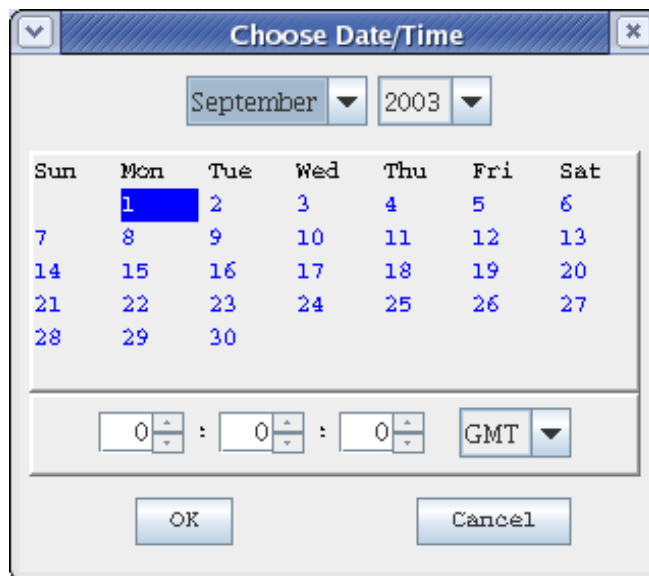 Choose Date/Time
September 2003
Sun Mon Tue Wed Thu Fri Sat
1 2 3 4 5 6
7 8 9 10 11 12 13
14 15 16 17 18 19 20
21 22 23 24 25 26 27
28 29 30
0 : 0 : 0 GMT
OK Cancel